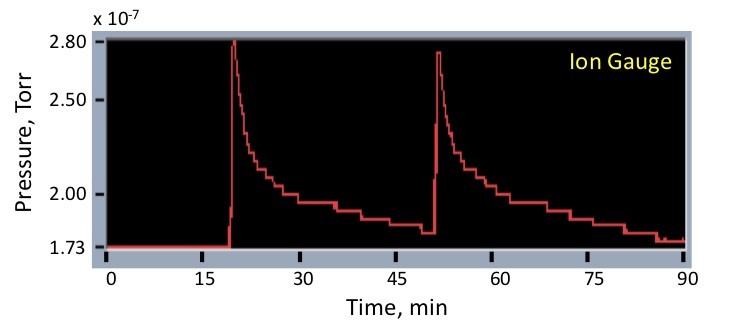 x 10-7
2.80
Ion Gauge
2.50
Pressure, Torr
2.00
1.73
0 15 30 45 60 75 90
Time, min